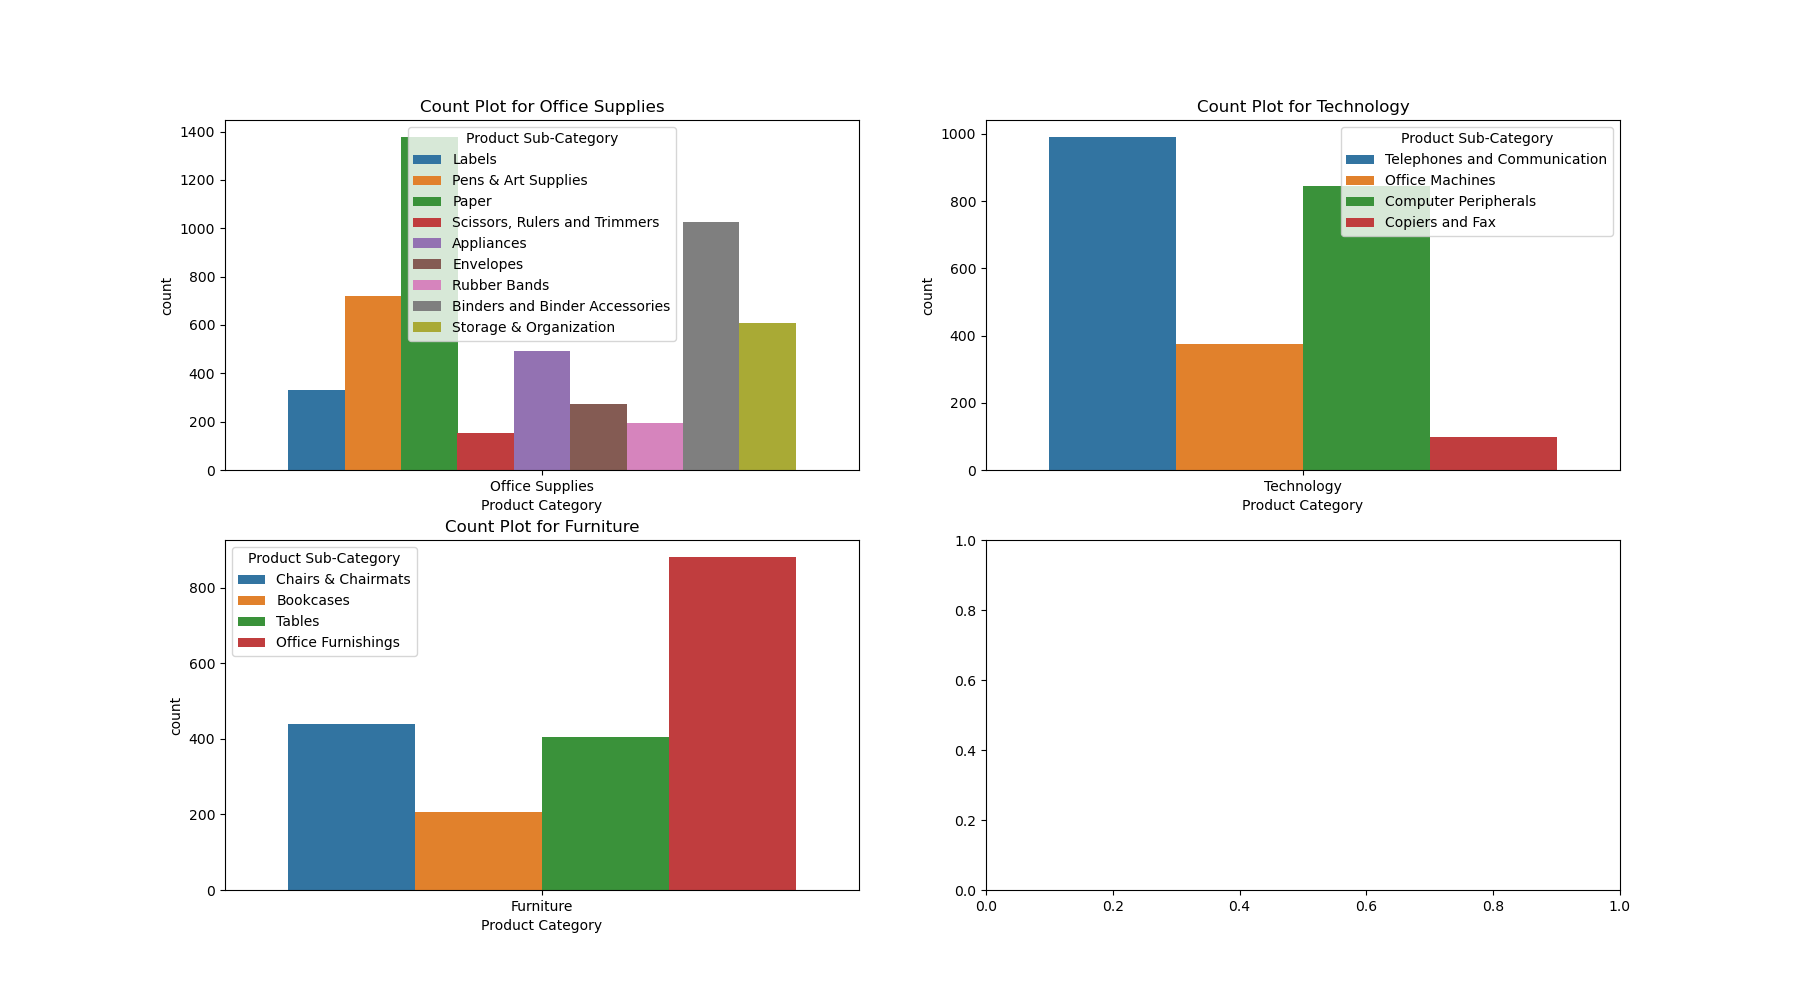 Count Plot for Office Supplies
1400
1200
1000
800
600
400
200
0
count
Product Sub-Category
Labels
Pens & Art Supplies
Paper
Scissors, Rulers and Trimmers
Appliances
Envelopes
Rubber Bands
Binders and Binder Accessories
Storage & Organization
Office Supplies
Product Category
Count Plot for Technology
1000
800
600
400
200
0
count
Product Sub-Category
Telephones and Communication
Office Machines
Computer Peripherals
Copiers and Fax
Technology
Product Category
Count Plot for Furniture
800
600
400
200
0
count
Product Sub-Category
Chairs & Chairmats
Bookcases
Tables
Office Furnishings
Furniture
Product Category
1.0
0.8
0.6
0.4
0.2
0.0
0.0 0.2 0.4 0.6 0.8 1.0